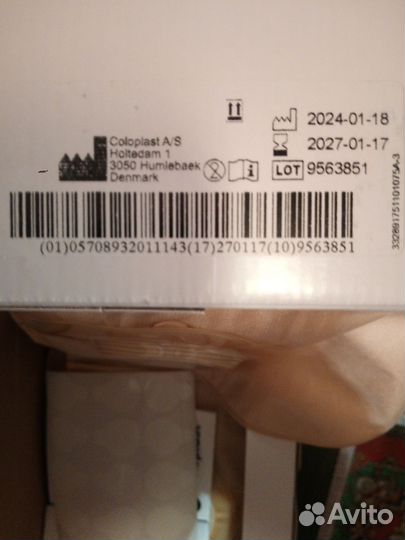 Coloplast A/S
Holtedam 1
3050 Humlebaek
Denmark
2024-01-18
2027-01-17
LOT 9563851
(01)05708932011143(17)270117(10)9563851
Avito